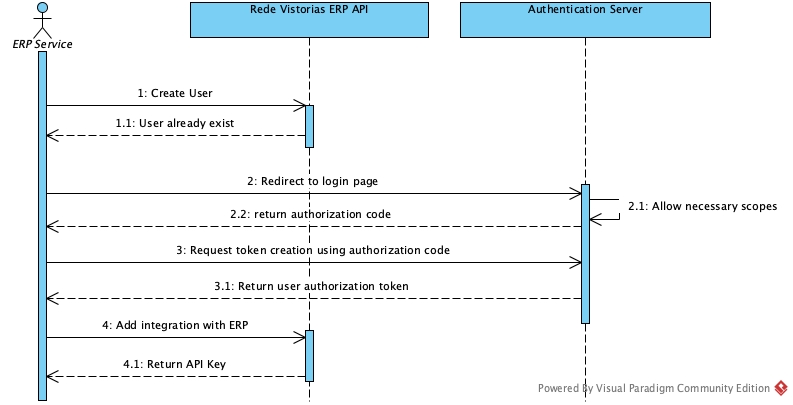 Rede Vistorias ERP API
Authentication Server
ERP Service
1: Create User
1.1: User already exist
2: Redirect to login page
2.1: Allow necessary scopes
2.2: return authorization code
3: Request token creation using authorization code
3.1: Return user authorization token
4: Add integration with ERP
4.1: Return API Key
Powered By Visual Paradigm Community Edition